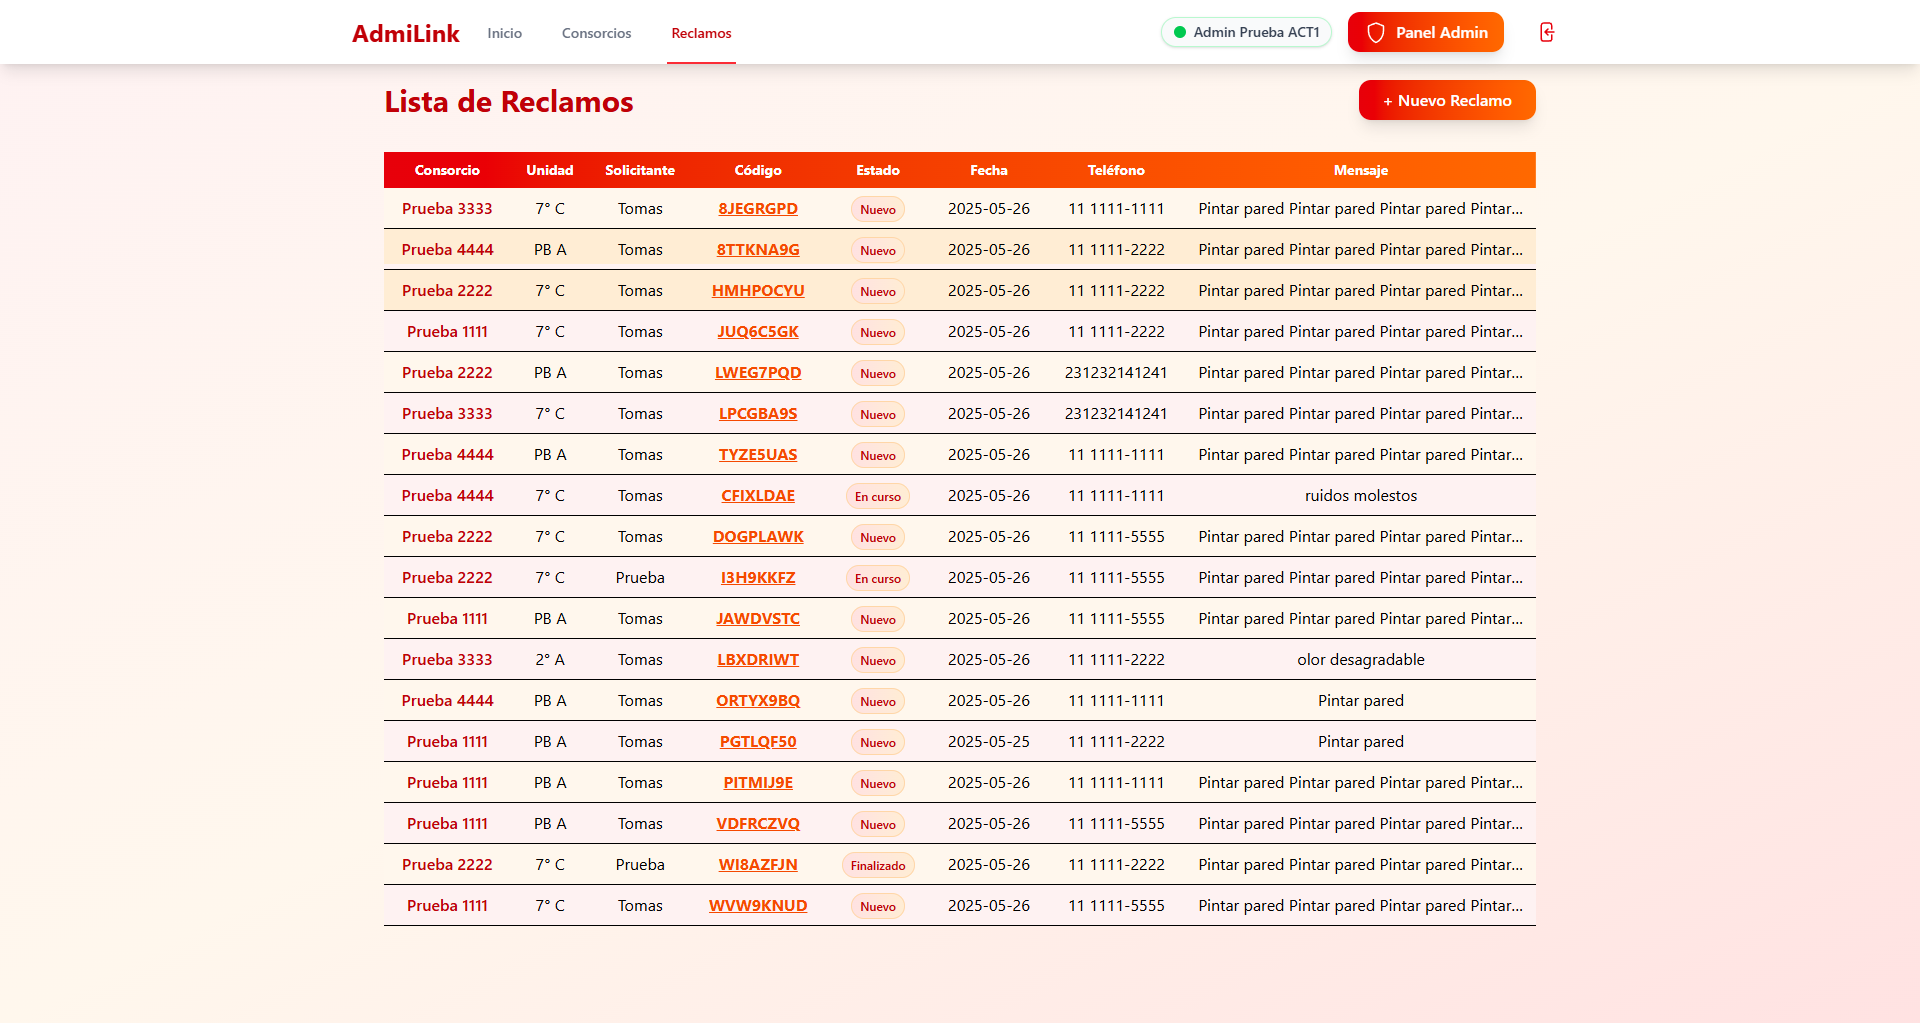 AdmiLink Inicio Consorcios Reclamos Admin Prueba ACT1 Panel Admin
Lista de Reclamos + Nuevo Reclamo
Consorcio Unidad Solicitante Código Estado Fecha Teléfono Mensaje
Prueba 3333 7° C Tomas 8JEGRGPD Nuevo 2025-05-26 11 1111-1111 Pintar pared Pintar pared Pintar pared Pintar...
Prueba 4444 PB A Tomas 8TTKNA9G Nuevo 2025-05-26 11 1111-2222 Pintar pared Pintar pared Pintar pared Pintar...
Prueba 2222 7° C Tomas HMHPOCYU Nuevo 2025-05-26 11 1111-2222 Pintar pared Pintar pared Pintar pared Pintar...
Prueba 1111 7° C Tomas JUQ6C5GK Nuevo 2025-05-26 11 1111-2222 Pintar pared Pintar pared Pintar pared Pintar...
Prueba 2222 PB A Tomas LWEG7PQD Nuevo 2025-05-26 231232141241 Pintar pared Pintar pared Pintar pared Pintar...
Prueba 3333 7° C Tomas LPCGBA9S Nuevo 2025-05-26 231232141241 Pintar pared Pintar pared Pintar pared Pintar...
Prueba 4444 PB A Tomas TYZE5UAS Nuevo 2025-05-26 11 1111-1111 Pintar pared Pintar pared Pintar pared Pintar...
Prueba 4444 7° C Tomas CFIXLDAE En curso 2025-05-26 11 1111-1111 ruidos molestos
Prueba 2222 7° C Tomas DOGPLAWK Nuevo 2025-05-26 11 1111-5555 Pintar pared Pintar pared Pintar pared Pintar...
Prueba 2222 7° C Prueba I3H9KKFZ En curso 2025-05-26 11 1111-5555 Pintar pared Pintar pared Pintar pared Pintar...
Prueba 1111 PB A Tomas JAWDVSTC Nuevo 2025-05-26 11 1111-5555 Pintar pared Pintar pared Pintar pared Pintar...
Prueba 3333 2° A Tomas LBXDRIWT Nuevo 2025-05-26 11 1111-2222 olor desagradable
Prueba 4444 PB A Tomas ORTYX9BQ Nuevo 2025-05-26 11 1111-1111 Pintar pared
Prueba 1111 PB A Tomas PGTLQF50 Nuevo 2025-05-25 11 1111-2222 Pintar pared
Prueba 1111 PB A Tomas PITMIJ9E Nuevo 2025-05-26 11 1111-1111 Pintar pared Pintar pared Pintar pared Pintar...
Prueba 1111 PB A Tomas VDFRCZVQ Nuevo 2025-05-26 11 1111-5555 Pintar pared Pintar pared Pintar pared Pintar...
Prueba 2222 7° C Prueba WI8AZFJN Finalizado 2025-05-26 11 1111-2222 Pintar pared Pintar pared Pintar pared Pintar...
Prueba 1111 7° C Tomas WVW9KNUD Nuevo 2025-05-26 11 1111-5555 Pintar pared Pintar pared Pintar pared Pintar...